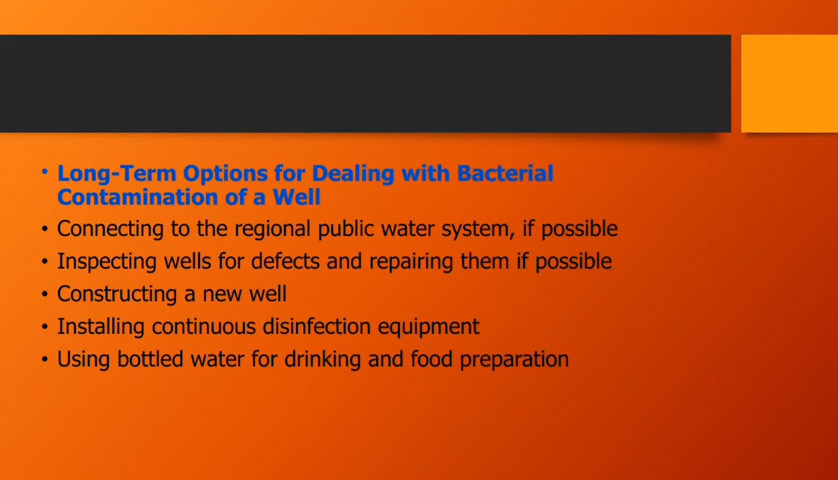 • Long-Term Options for Dealing with Bacterial
Contamination of a Well
• Connecting to the regional public water system, if possible
• Inspecting wells for defects and repairing them if possible
• Constructing a new well
• Installing continuous disinfection equipment
• Using bottled water for drinking and food preparation